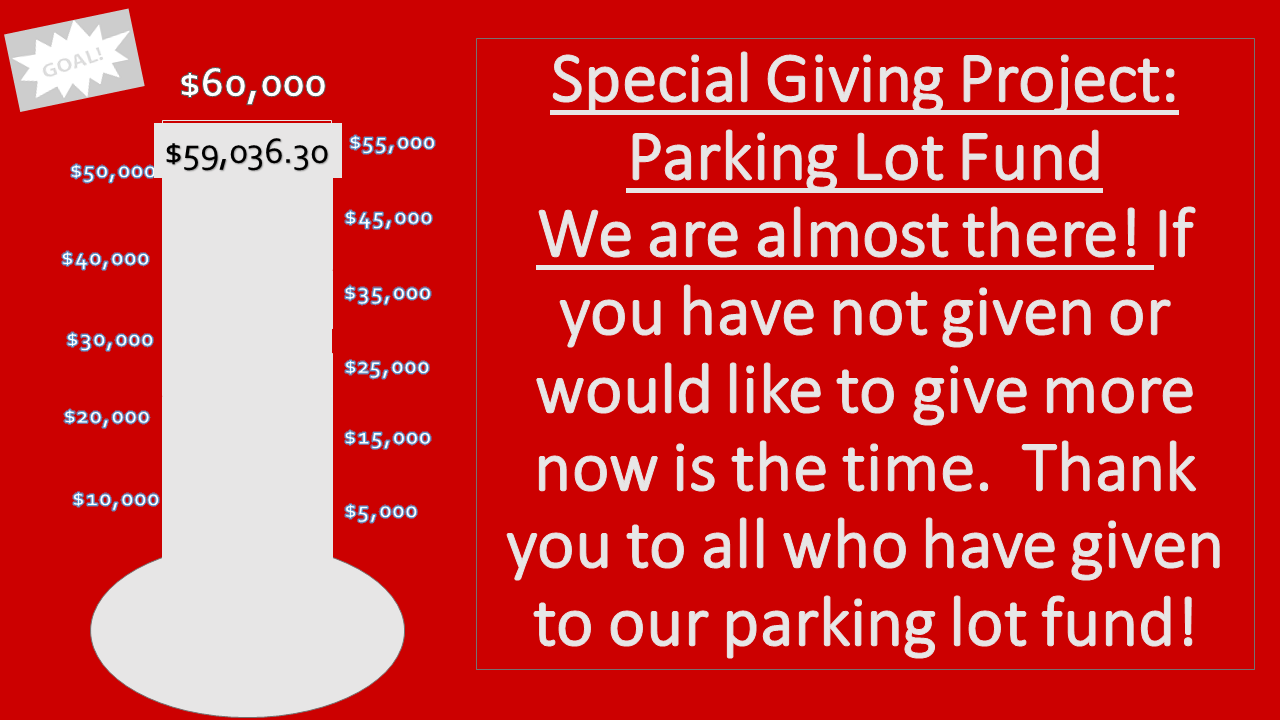 GOAL!
$60,000
$59,036.30
$55,000
$50,000
$45,000
$40,000
$35,000
$30,000
$25,000
$20,000
$15,000
$10,000
$5,000
Special Giving Project:
Parking Lot Fund
We are almost there! If
you have not given or
would like to give more
now is the time.  Thank
you to all who have given
to our parking lot fund!